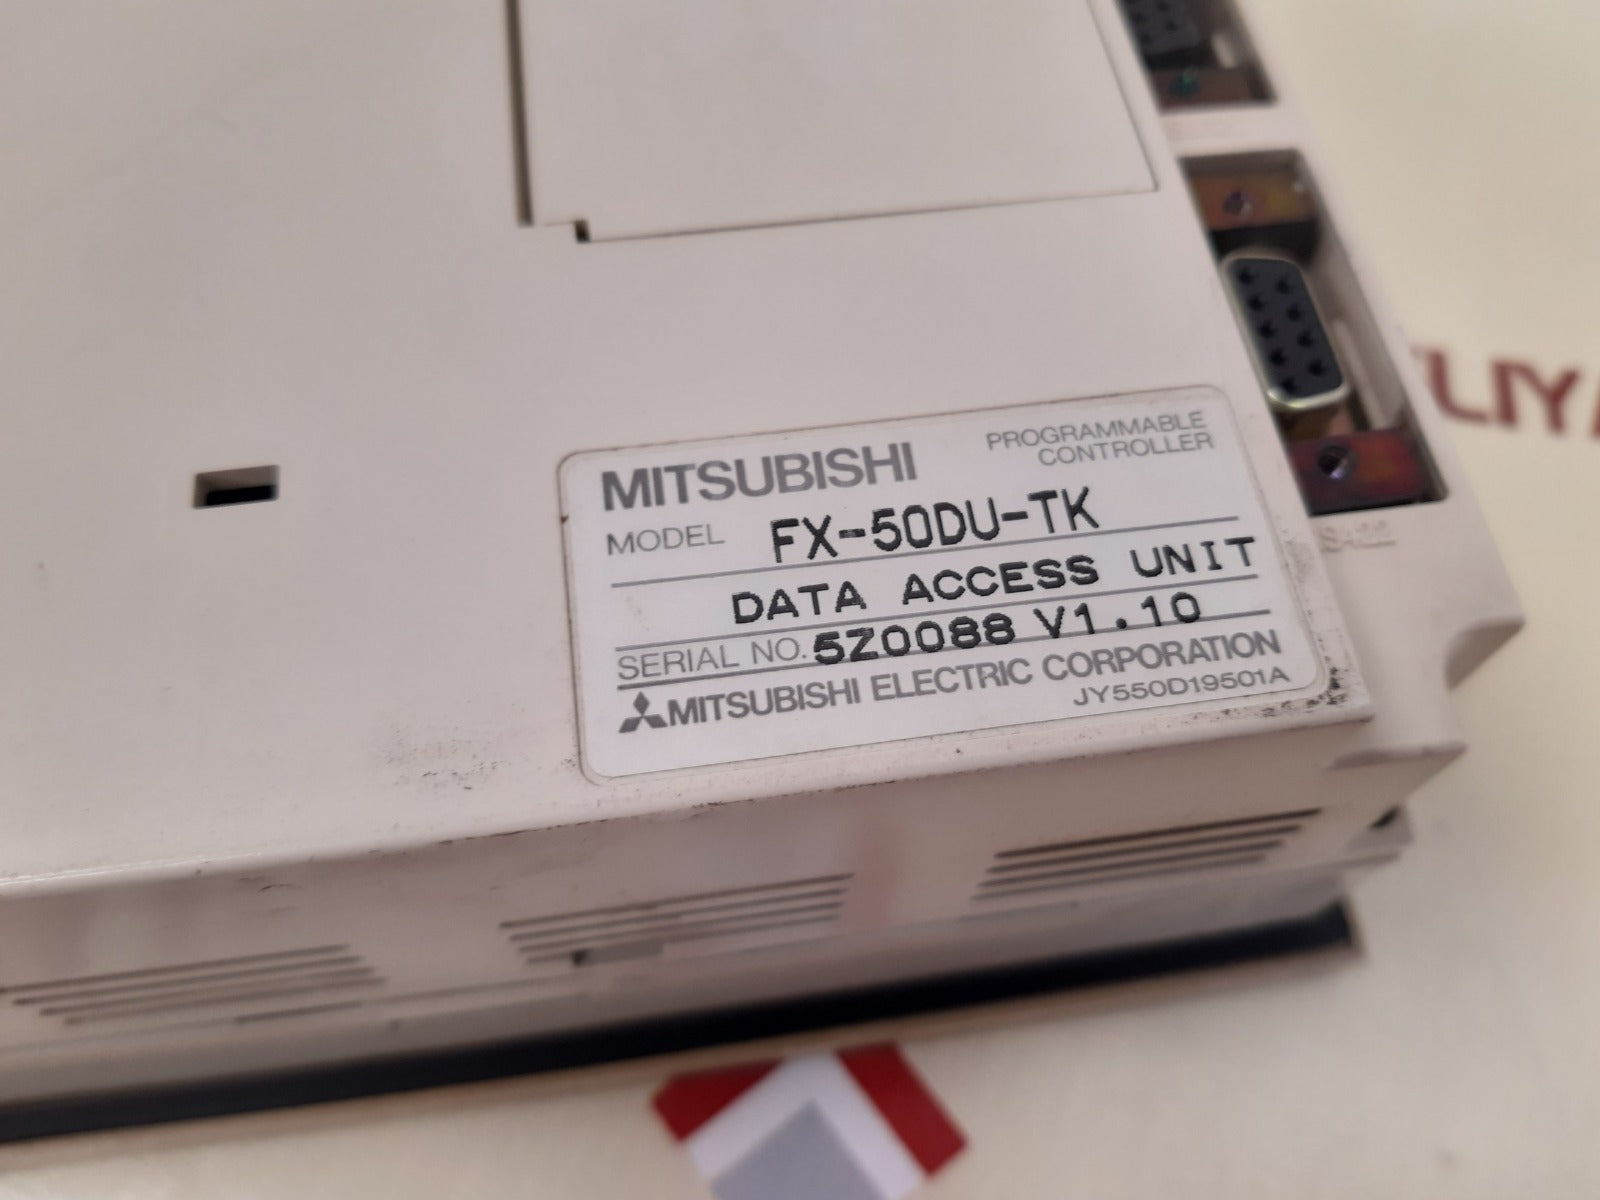 MITSUBISHI
PROGRAMMABLE
CONTROLLER
MODEL FX-50DU-TK
DATA ACCESS UNIT
SERIAL NO. 5Z0088 V1.10
MITSUBISHI ELECTRIC CORPORATION
JY550D19501A